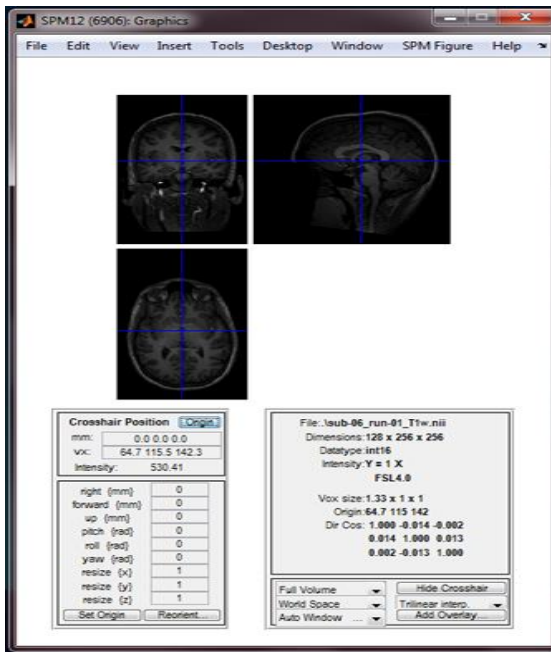 SPM12 (6906): Graphics
File Edit View Insert Tools Desktop Window SPM Figure Help
Crosshair Position Origin
mm: 0.0 0.0 0.0
vx: 64.7 115.5 142.3
Intensity: 530.41
right {mm} 0
forward {mm} 0
up {mm} 0
pitch {rad} 0
roll {rad} 0
yaw {rad} 0
resize {x} 1
resize {y} 1
resize {z} 1
Set Origin Reorient...
File: .\sub-06_run-01_T1w.nii
Dimensions: 128 x 256 x 256
Datatype: int16
Intensity: Y = 1 X
FSL4.0
Vox size: 1.33 x 1 x 1
Origin: 64.7 115 142
Dir Cos: 1.000 -0.014 -0.002
0.014 1.000 0.013
0.002 -0.013 1.000
Full Volume Hide Crosshair
World Space Trilinear interp.
Auto Window ... Add Overlay...